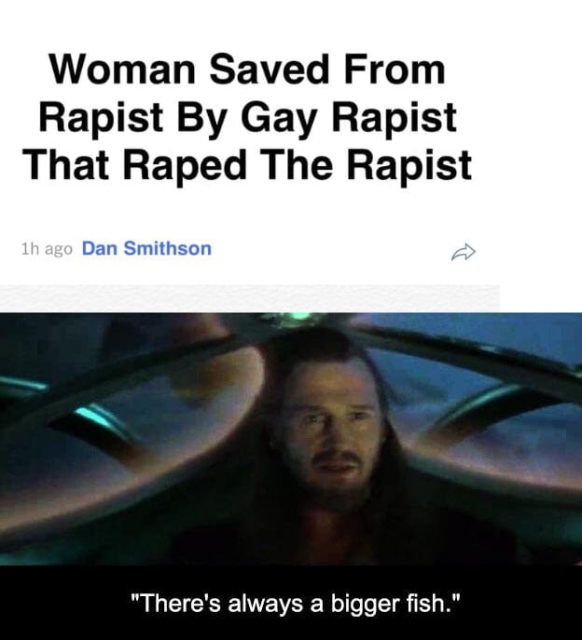 Woman Saved From
Rapist By Gay Rapist
That Raped The Rapist
1h ago Dan Smithson
"There's always a bigger fish."